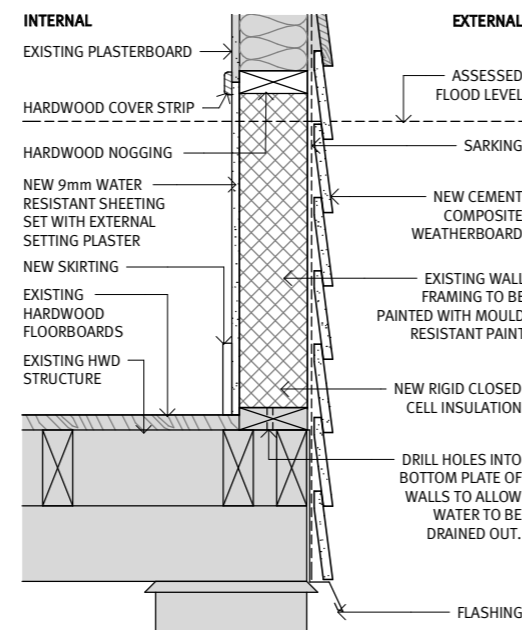 INTERNAL
EXISTING PLASTERBOARD
HARDWOOD COVER STRIP
HARDWOOD NOGGING
NEW 9mm WATER
RESISTANT SHEETING
SET WITH EXTERNAL
SETTING PLASTER
NEW SKIRTING
EXISTING
HARDWOOD
FLOORBOARDS
EXISTING HWD
STRUCTURE
EXTERNAL
ASSESSED
FLOOD LEVEL
SARKING
NEW CEMENT
COMPOSITE
WEATHERBOARD
EXISTING WALL
FRAMING TO BE
PAINTED WITH MOULD
RESISTANT PAINT
NEW RIGID CLOSED
CELL INSULATION
DRILL HOLES INTO
BOTTOM PLATE OF
WALLS TO ALLOW
WATER TO BE
DRAINED OUT.
FLASHING